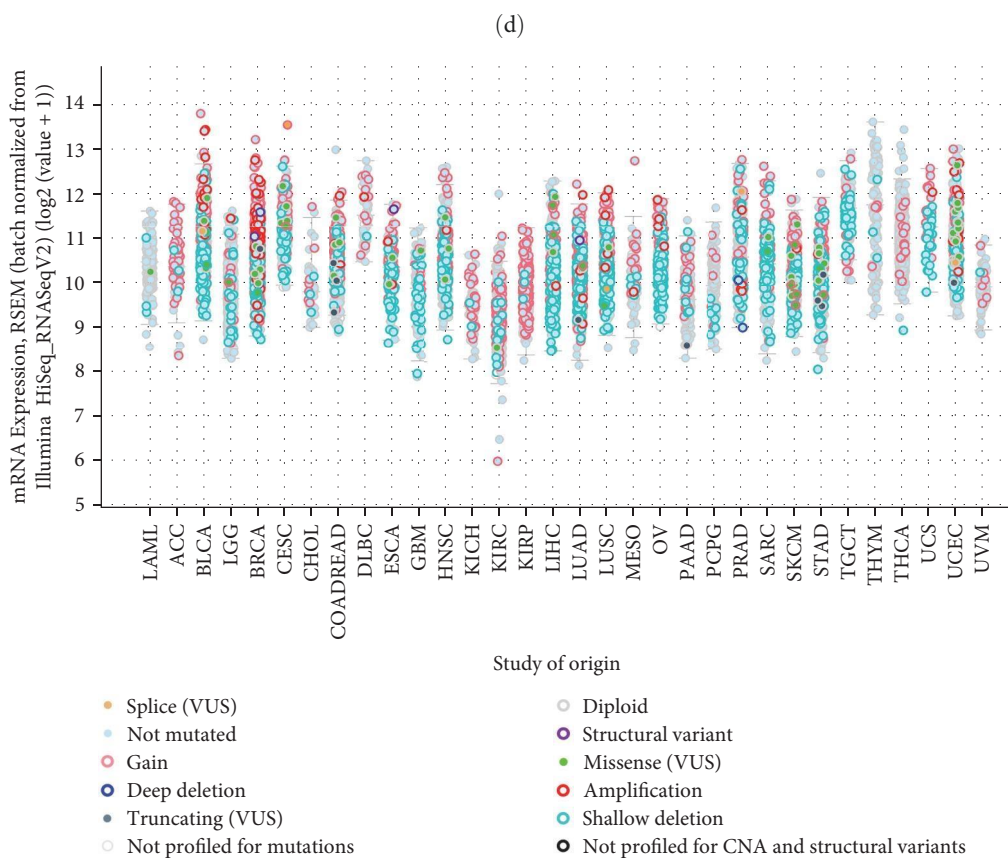 (d)
mRNA Expression, RSEM (batch normalized from
Illumina HiSeq_RNASeqV2) (log2 (value + 1))
14
13
12
11
10
9
8
7
6
5
LAML
ACC
BLCA
LGG
BRCA
CESC
CHOL
COADREAD
DLBC
ESCA
GBM
HNSC
KICH
KIRC
KIRP
LIHC
LUAD
LUSC
MESO
OV
PAAD
PCPG
PRAD
SARC
SKCM
STAD
TGCT
THYM
THCA
UCS
UCEC
UVM
Study of origin
Splice (VUS)
Not mutated
Gain
Deep deletion
Truncating (VUS)
Not profiled for mutations
Diploid
Structural variant
Missense (VUS)
Amplification
Shallow deletion
Not profiled for CNA and structural variants